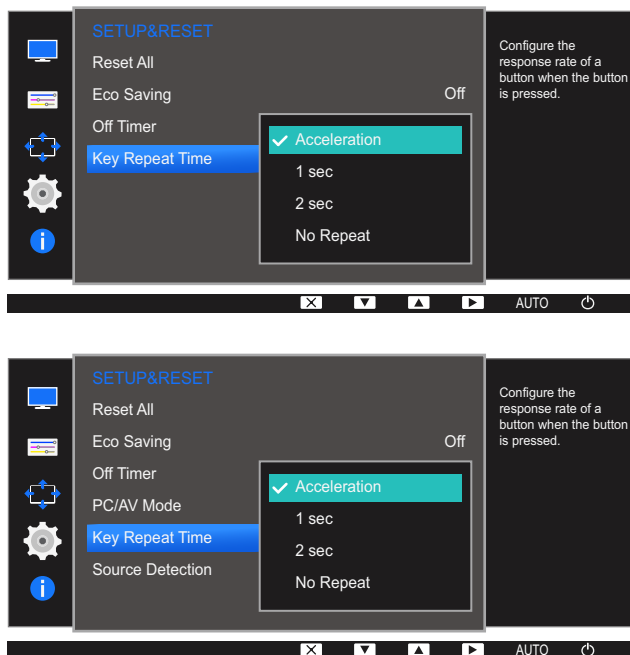 SETUP&RESET
Reset All
Eco Saving Off
Off Timer
Key Repeat Time
Acceleration
1 sec
2 sec
No Repeat
Configure the
response rate of a
button when the button
is pressed.
AUTO
SETUP&RESET
Reset All
Eco Saving Off
Off Timer
PC/AV Mode
Key Repeat Time
Source Detection
Acceleration
1 sec
2 sec
No Repeat
Configure the
response rate of a
button when the button
is pressed.
AUTO